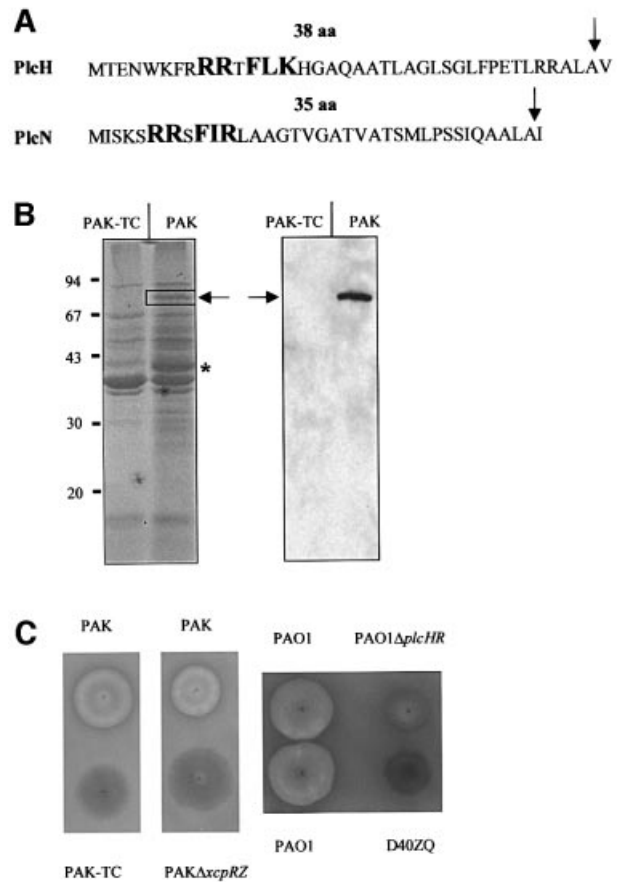 A
38 aa
PlcH MTENWKFRRRTFLKHGAQAATLAGLSGLFPETLRRALAV
35 aa
PlcN MISKSRRSFIRLAAGTVGATVATSMLPSSIQAALAI
B
PAK-TC PAK PAK-TC PAK
94
67
43
*
30
20
C
PAK PAK PAO1 PAO1ΔplcHR
PAK-TC PAKΔxcpRZ PAO1 D40ZQ